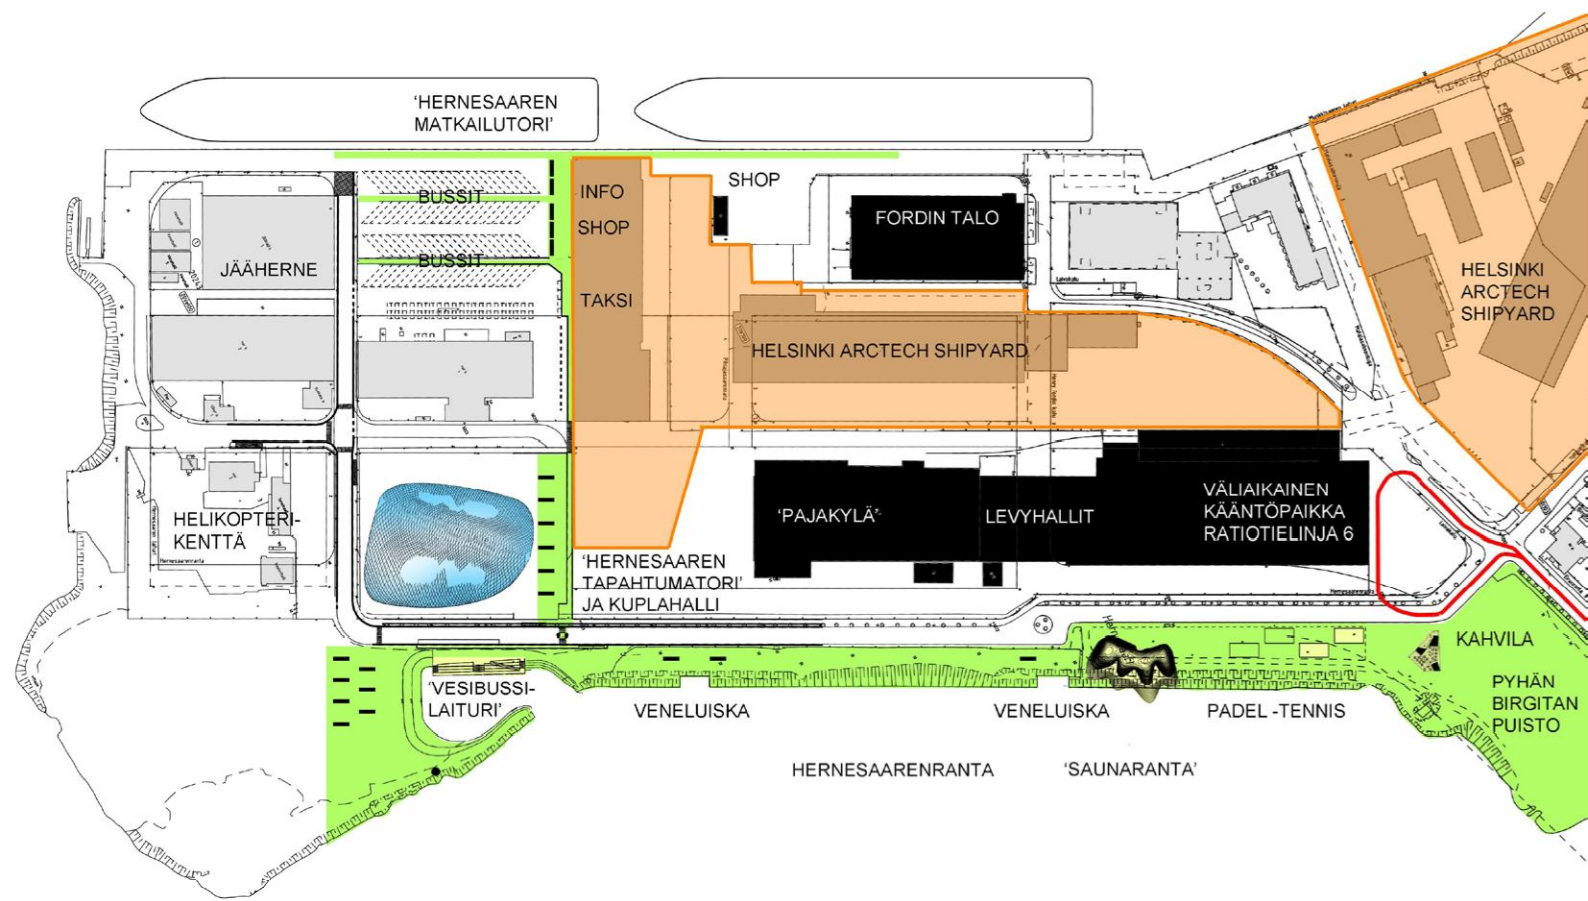 'HERNESAAREN
MATKAILUTORI'
BUSSIT
INFO
SHOP
SHOP
FORDIN TALO
JÄÄHERNE
BUSSIT
TAKSI
HELSINKI
ARCTECH
SHIPYARD
HELSINKI ARCTECH SHIPYARD
HELIKOPTERI-
KENTTÄ
'PAJAKYLÄ'
LEVYHALLIT
VÄLIAIKAINEN
KÄÄNTÖPAIKKA
RATIOTIELINJA 6
'HERNESAAREN
TAPAHTUMATORI'
JA KUPLAHALLI
Hernesaarenranta
Hernesaarenranta
KAHVILA
'VESIBUSSI-
LAITURI'
VENELUISKA
VENELUISKA
PADEL -TENNIS
PYHÄN
BIRGITAN
PUISTO
HERNESAARENRANTA
'SAUNARANTA'